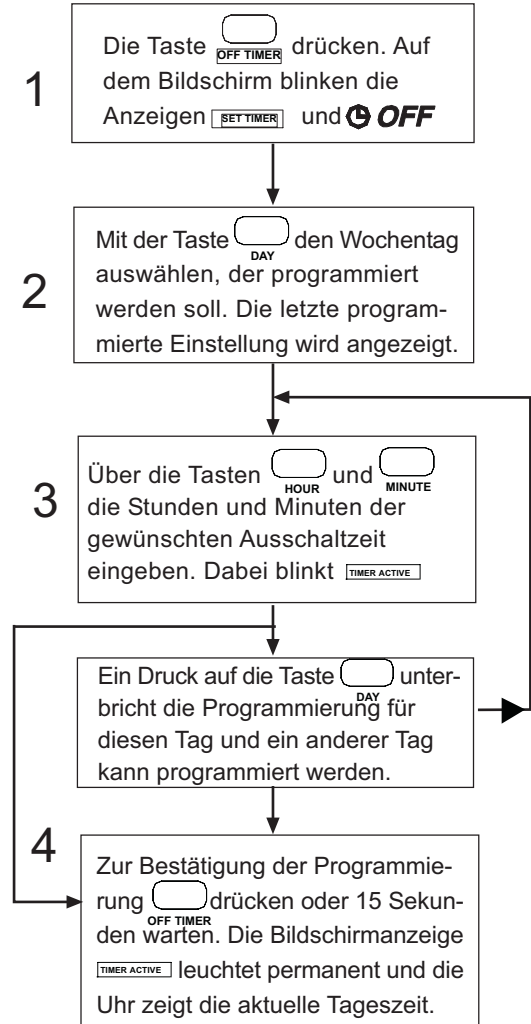 1
Die Taste OFF TIMER drücken. Auf
dem Bildschirm blinken die
Anzeigen SET TIMER und OFF
2
Mit der Taste DAY den Wochentag
auswählen, der programmiert
werden soll. Die letzte program-
mierte Einstellung wird angezeigt.
3
Über die Tasten HOUR und MINUTE
die Stunden und Minuten der
gewünschten Ausschaltzeit
eingeben. Dabei blinkt TIMER ACTIVE
Ein Druck auf die Taste DAY unter-
bricht die Programmierung für
diesen Tag und ein anderer Tag
kann programmiert werden.
4
Zur Bestätigung der Programmie-
rung OFF TIMER drücken oder 15 Sekun-
den warten. Die Bildschirmanzeige
TIMER ACTIVE leuchtet permanent und die
Uhr zeigt die aktuelle Tageszeit.